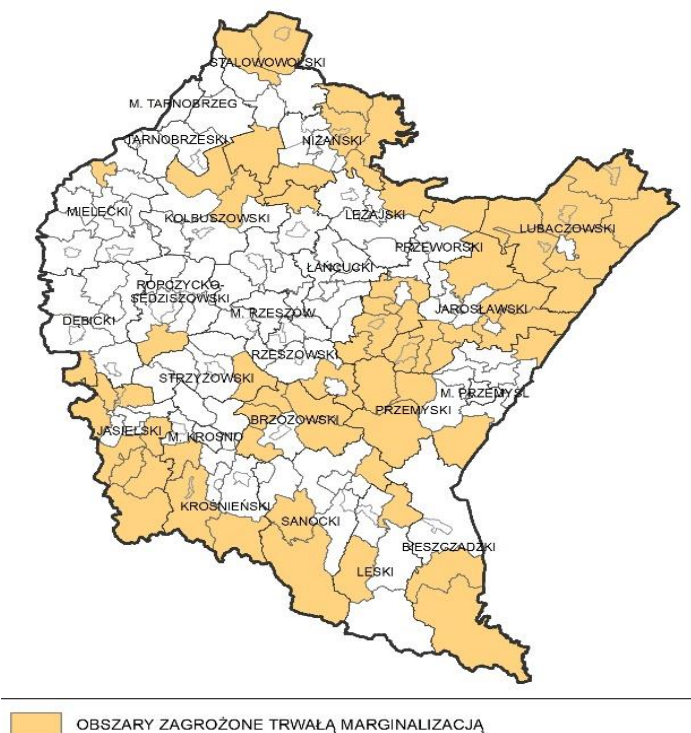 STALOWOWOLSKI
M. TARNOBRZEG
TARNOBRZESKI
NIŻAŃSKI
MIELECKI
KOLBUSZOWSKI
LEŻAJSKI
LUBACZOWSKI
PRZEWORSKI
ŁAŃCUCKI
ROPCZYCKO-
SĘDZISZOWSKI
DĘBICKI
M. RZESZÓW
JAROSŁAWSKI
RZESZOWSKI
STRZYŻOWSKI
M. PRZEMYŚL
BRZOZOWSKI
PRZEMYSKI
JASIELSKI
M. KROSNO
KROŚNIEŃSKI
SANOCKI
BIESZCZADZKI
LESKI
OBSZARY ZAGROŻONE TRWAŁĄ MARGINALIZACJĄ